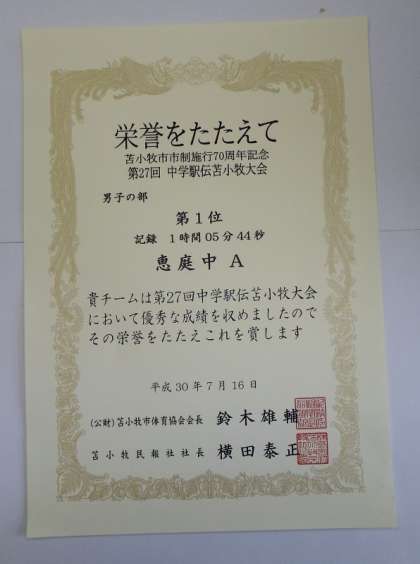 栄誉をたたえて
苫小牧市市制施行70周年記念
第27回 中学駅伝苫小牧大会
男子の部
第1位
記録 1時間05分44秒
恵庭中 A
貴チームは第27回中学駅伝苫小牧大会
において優秀な成績を収めましたので
その栄誉をたたえこれを賞します
平成30年7月16日
(公財)苫小牧市体育協会会長 鈴木雄輔
苫小牧民報社社長 横田泰正